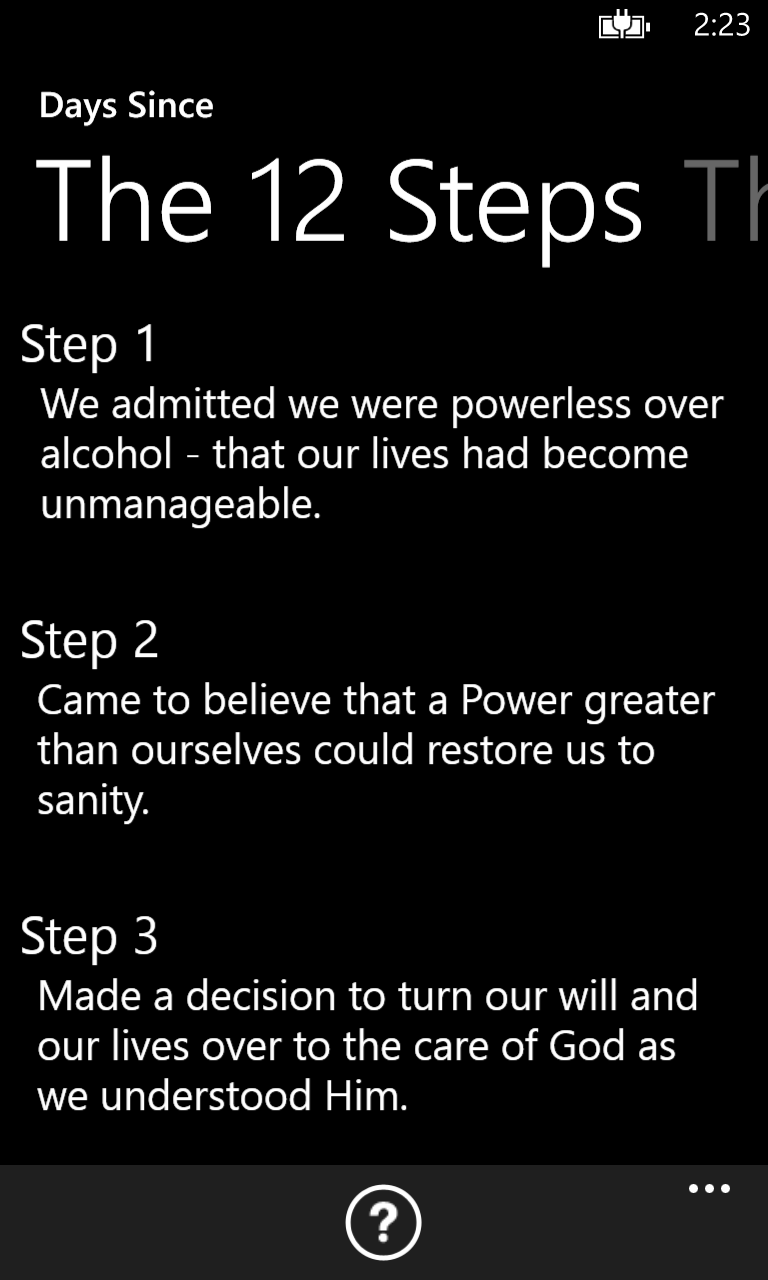 2:23
Days Since
The 12 Steps Th
Step 1
We admitted we were powerless over
alcohol - that our lives had become
unmanageable.
Step 2
Came to believe that a Power greater
than ourselves could restore us to
sanity.
Step 3
Made a decision to turn our will and
our lives over to the care of God as
we understood Him.
?